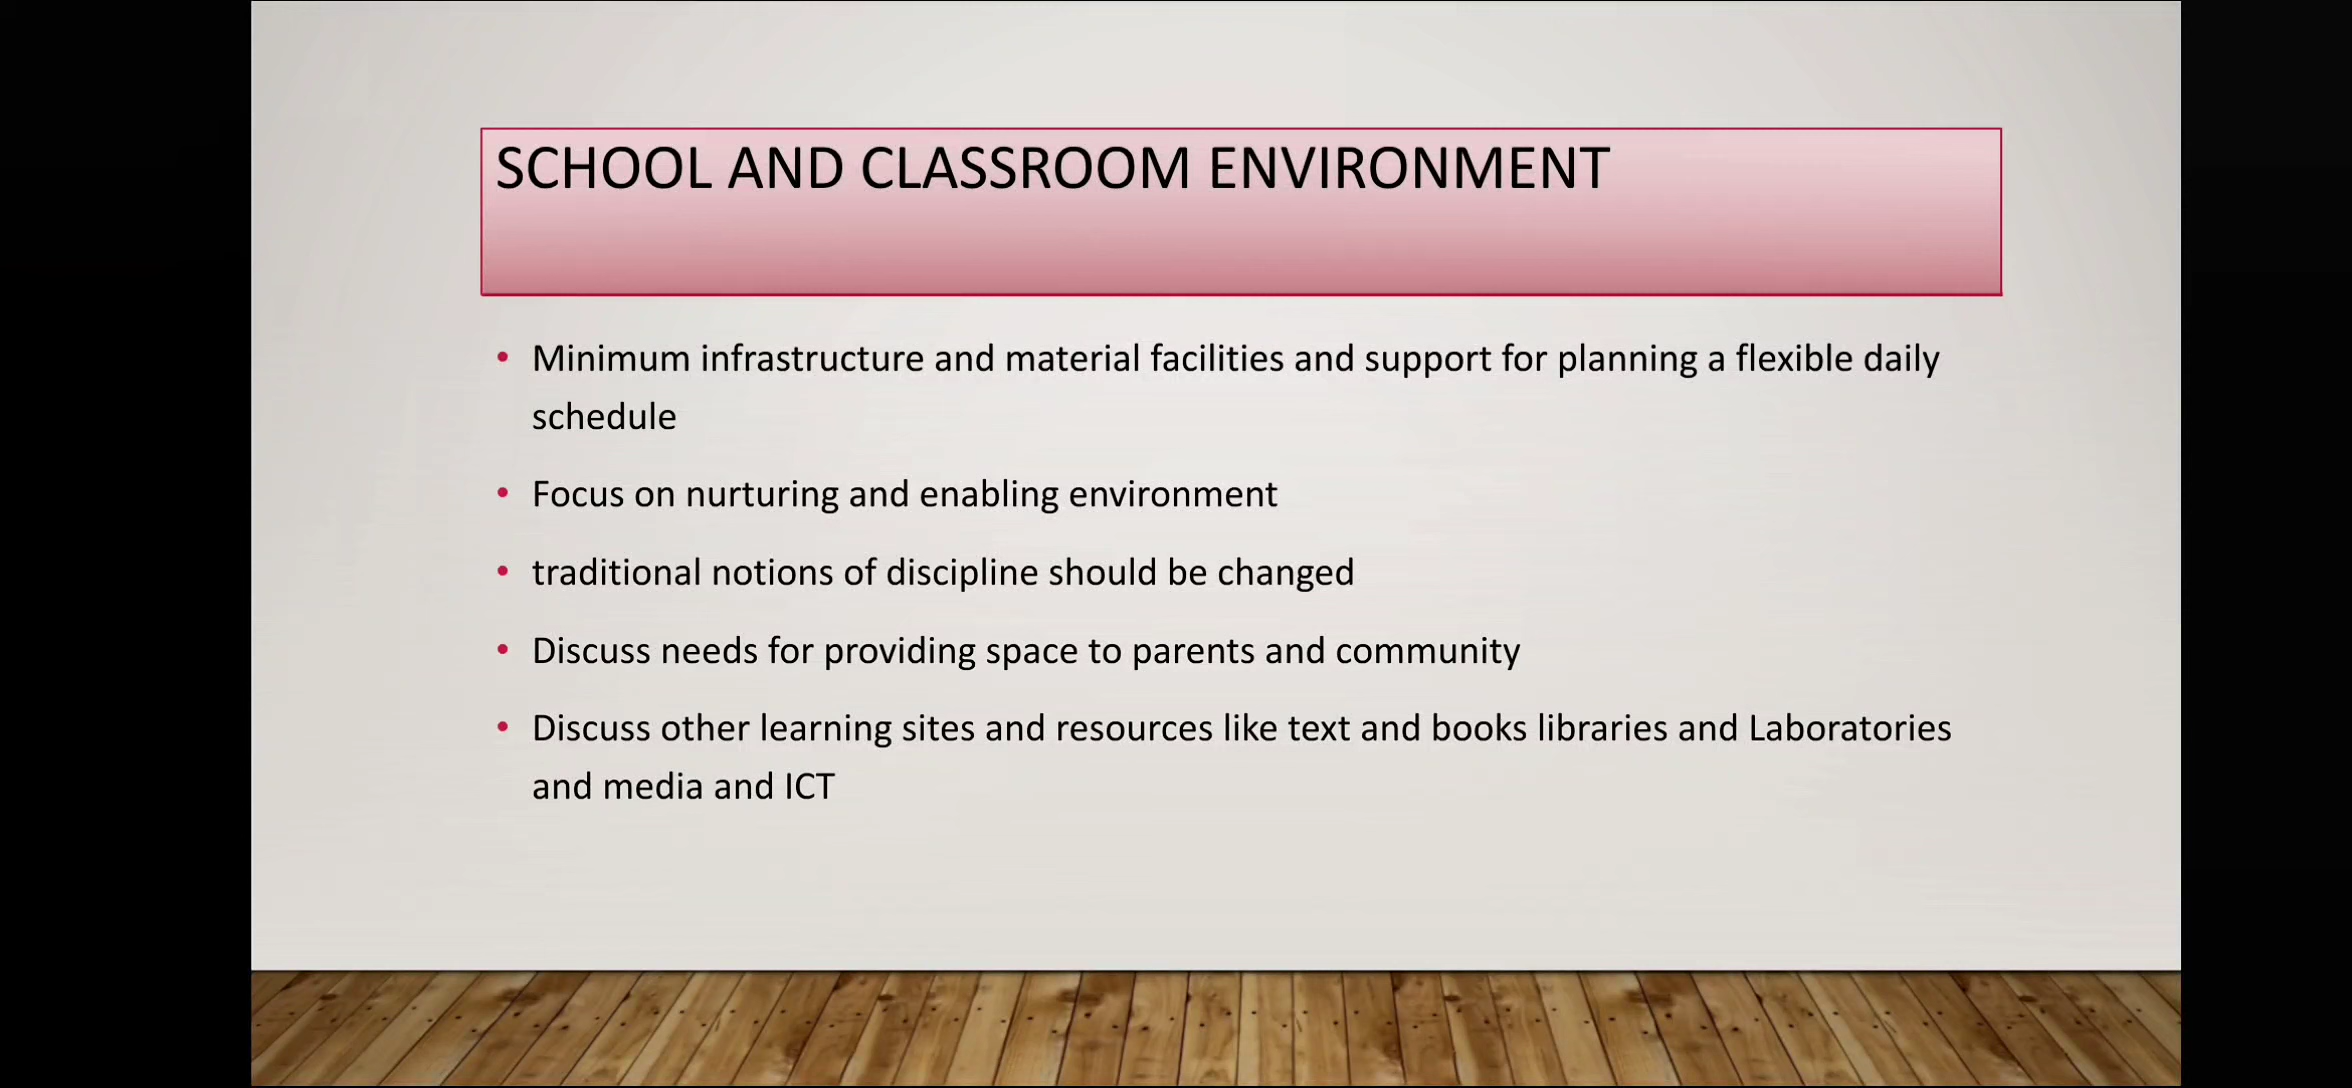 SCHOOL AND CLASSROOM ENVIRONMENT
• Minimum infrastructure and material facilities and support for planning a flexible daily
schedule
• Focus on nurturing and enabling environment
• traditional notions of discipline should be changed
• Discuss needs for providing space to parents and community
• Discuss other learning sites and resources like text and books libraries and Laboratories
and media and ICT